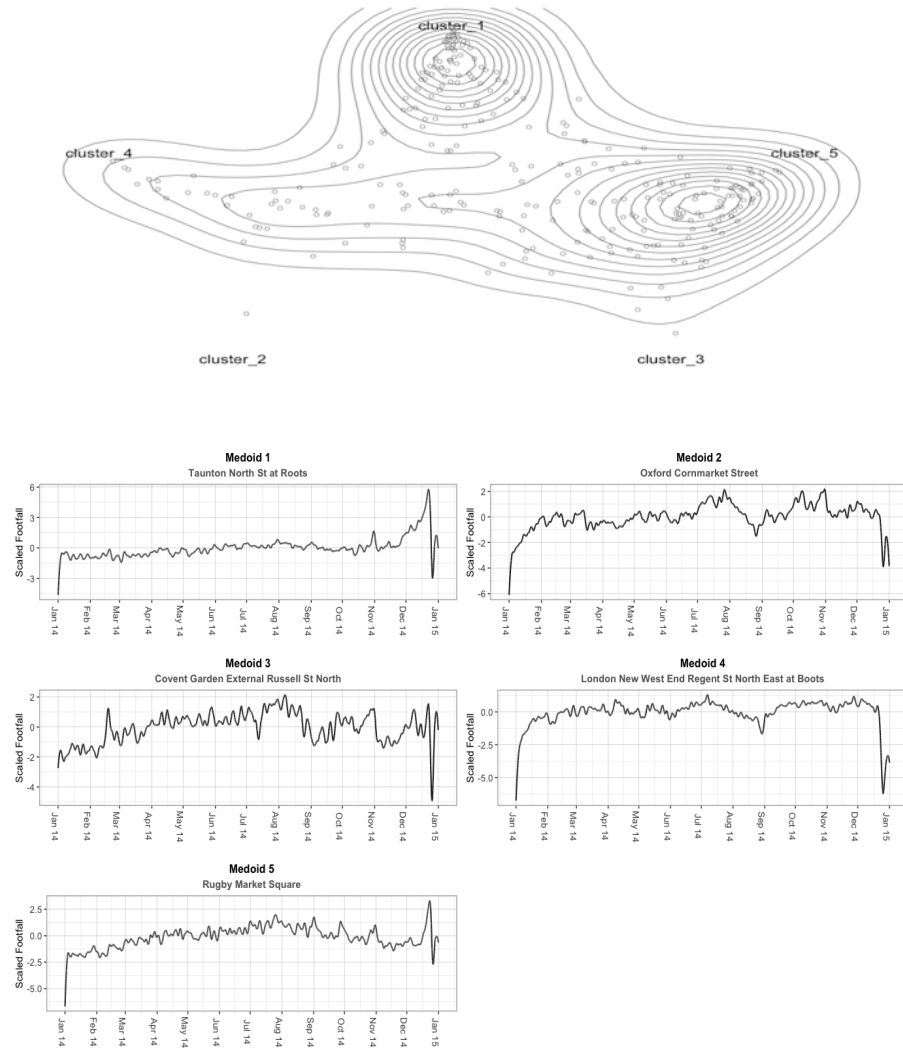 cluster_1
cluster_4
cluster_5
cluster_2
cluster_3
Medoid 1
Taunton North St at Roots
Scaled Footfall
6
3
0
-3
Jan 14
Feb 14
Mar 14
Apr 14
May 14
Jun 14
Jul 14
Aug 14
Sep 14
Oct 14
Nov 14
Dec 14
Jan 15
Medoid 2
Oxford Cornmarket Street
Scaled Footfall
2
0
-2
-4
-6
Jan 14
Feb 14
Mar 14
Apr 14
May 14
Jun 14
Jul 14
Aug 14
Sep 14
Oct 14
Nov 14
Dec 14
Jan 15
Medoid 3
Covent Garden External Russell St North
Scaled Footfall
2
0
-2
-4
Jan 14
Feb 14
Mar 14
Apr 14
May 14
Jun 14
Jul 14
Aug 14
Sep 14
Oct 14
Nov 14
Dec 14
Jan 15
Medoid 4
London New West End Regent St North East at Boots
Scaled Footfall
0.0
-2.5
-5.0
Jan 14
Feb 14
Mar 14
Apr 14
May 14
Jun 14
Jul 14
Aug 14
Sep 14
Oct 14
Nov 14
Dec 14
Jan 15
Medoid 5
Rugby Market Square
Scaled Footfall
2.5
0.0
-2.5
-5.0
Jan 14
Feb 14
Mar 14
Apr 14
May 14
Jun 14
Jul 14
Aug 14
Sep 14
Oct 14
Nov 14
Dec 14
Jan 15